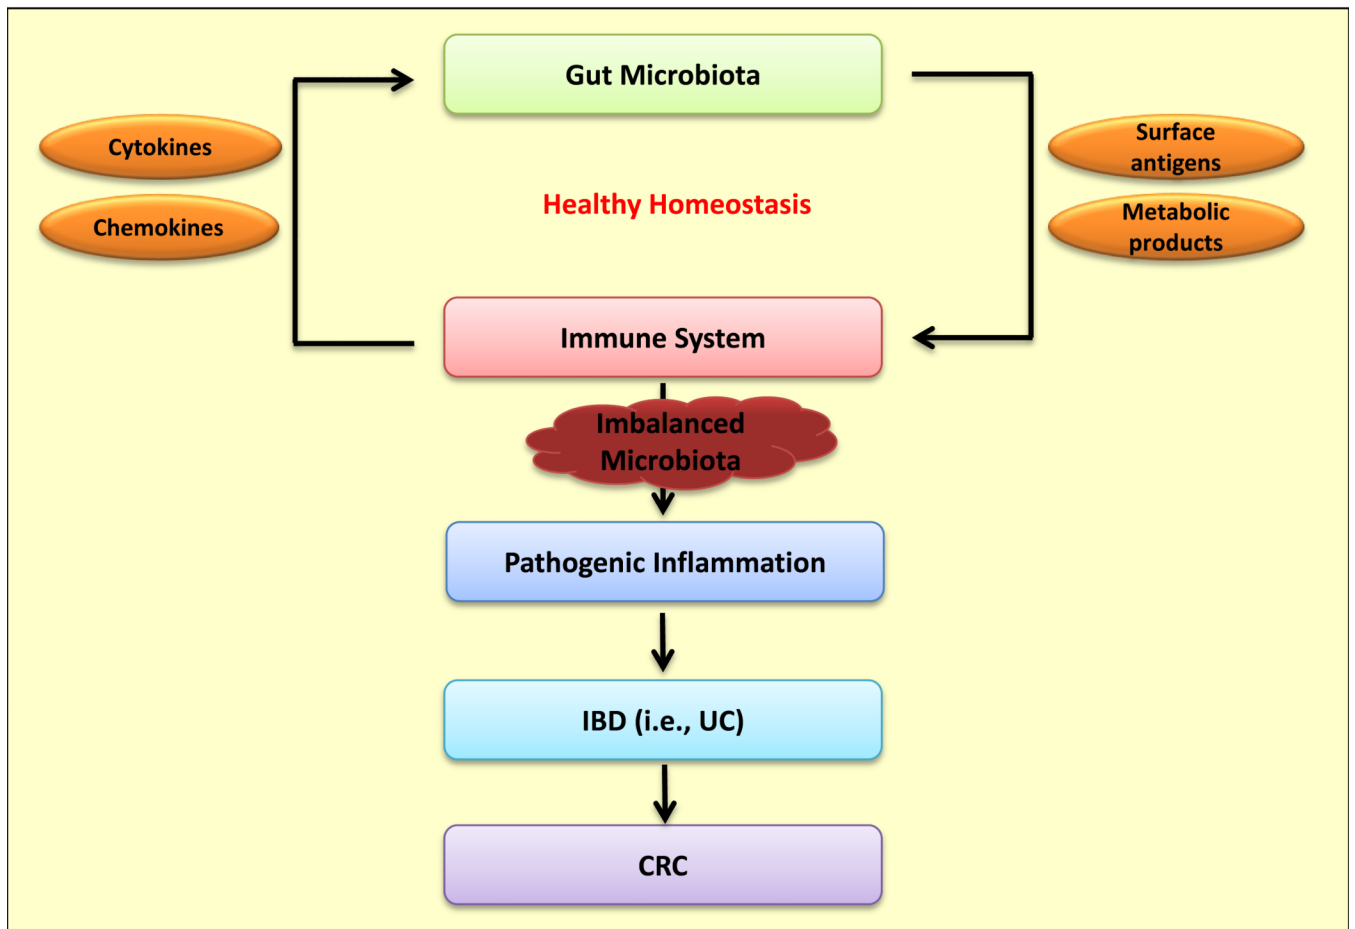 Gut Microbiota
Cytokines
Chemokines
Surface
antigens
Metabolic
products
Healthy Homeostasis
Immune System
Imbalanced
Microbiota
Pathogenic Inflammation
IBD (i.e., UC)
CRC